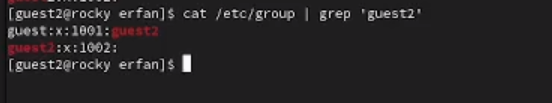 [guest2@rocky erfan]$ cat /etc/group | grep 'guest2'
guest:x:1001:guest2
guest2:x:1002:
[guest2@rocky erfan]$